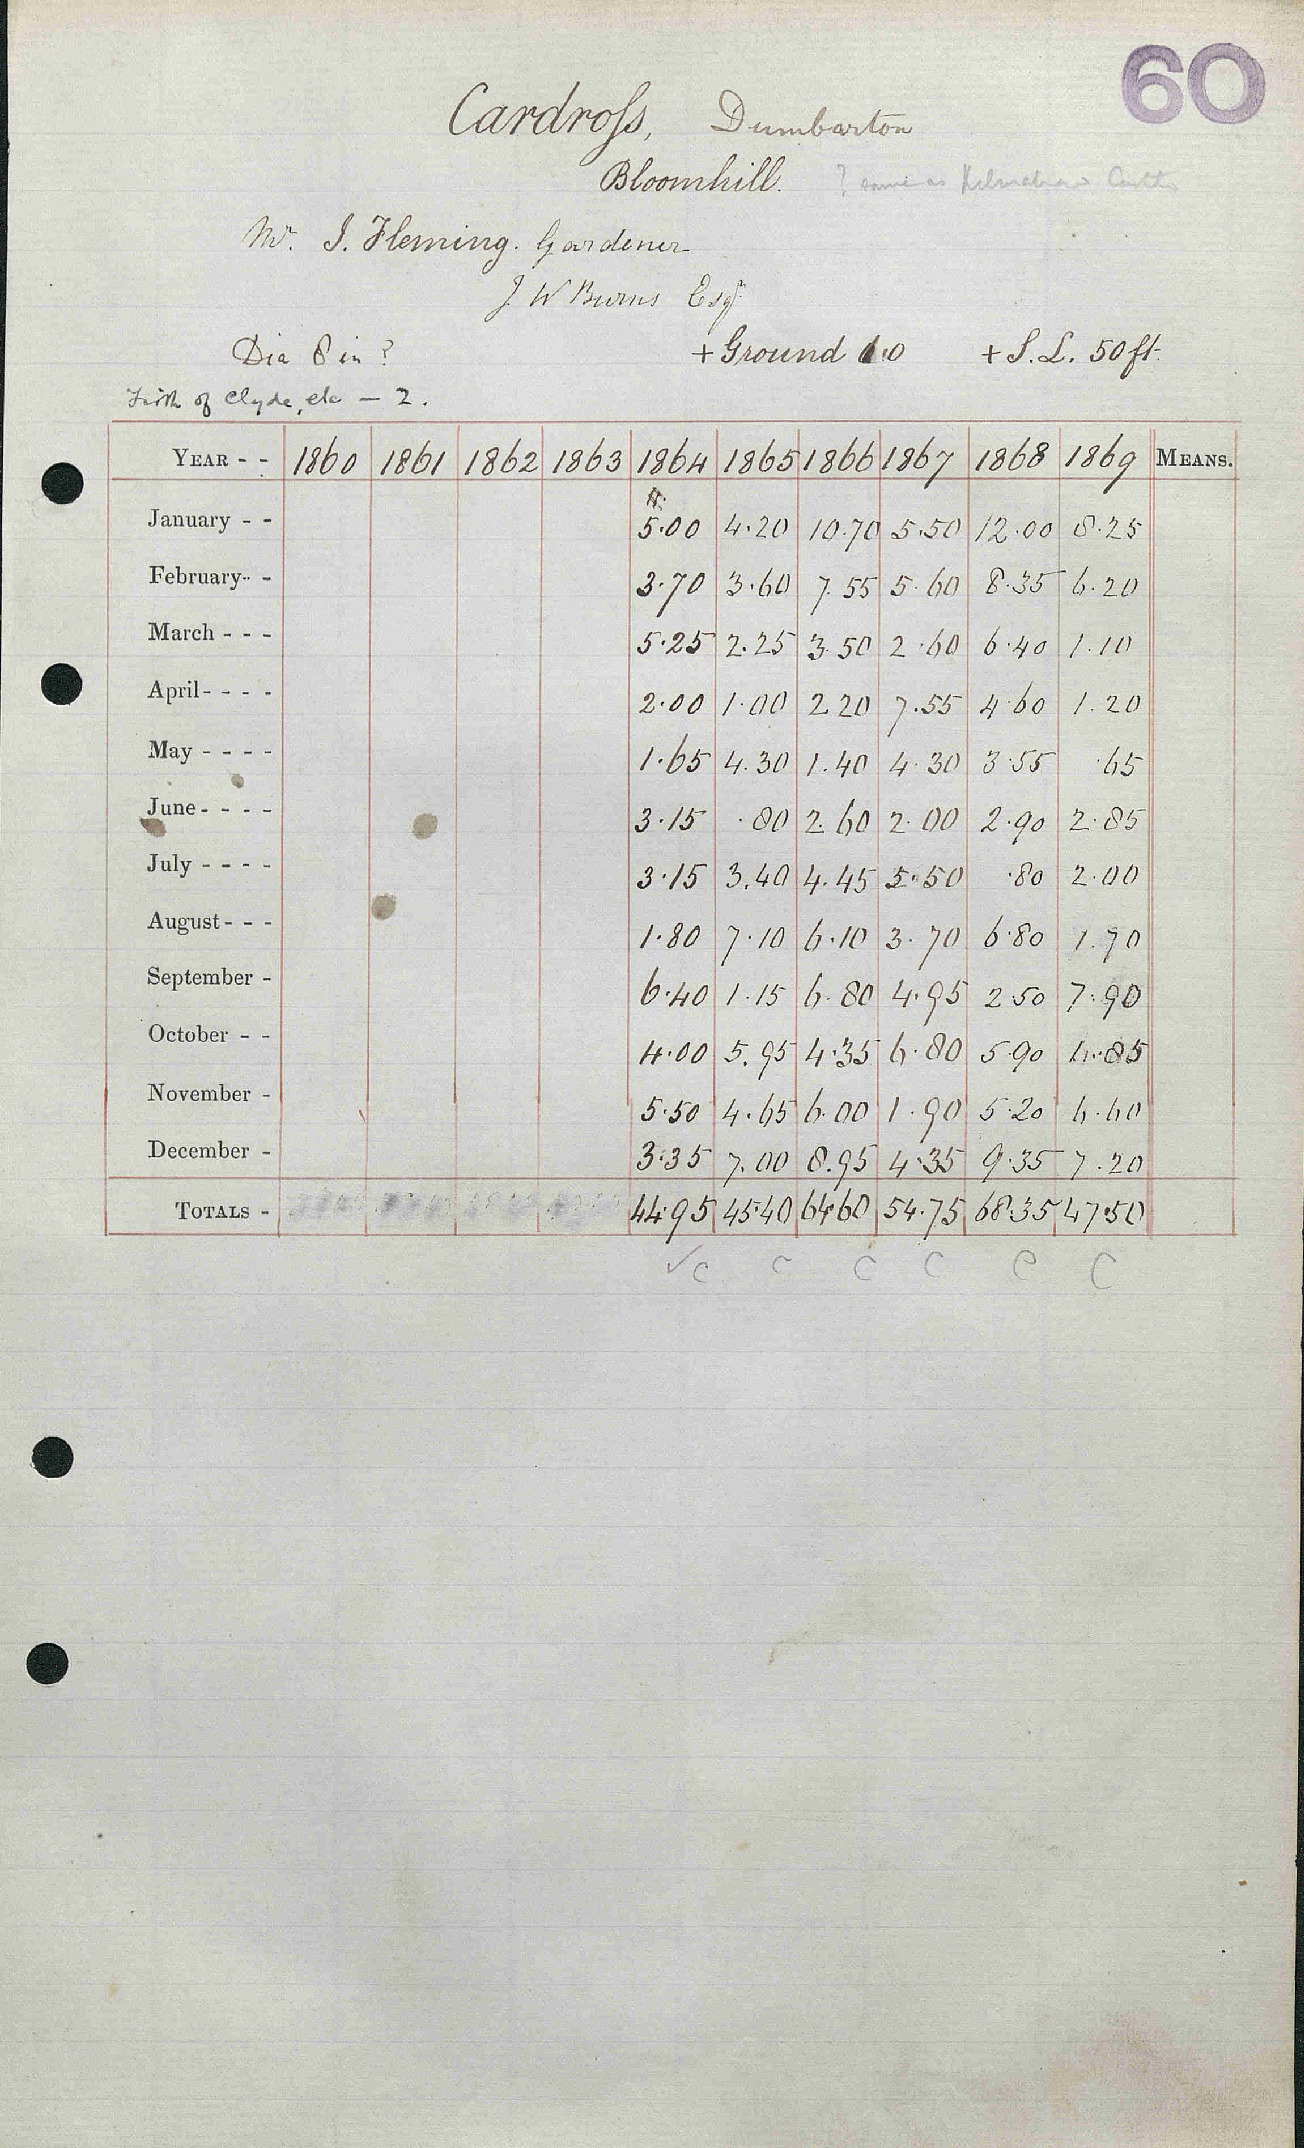 60
Cardross, Dumbarton
Bloomhill. ? same as Kilmahew Castle
Mr. J. Fleming. Gardener
J W Burns Esqr
Dia 8 in ? + Ground 1.0 + S.L. 50 ft.
Firth of Clyde, etc — 2.
YEAR - - 1860 1861 1862 1863 1864 1865 1866 1867 1868 1869 MEANS.
January - - 5.00 4.20 10.70 5.50 12.00 8.25
February - - 3.70 3.60 7.55 5.60 8.35 6.20
March - - - 5.25 2.25 3.50 2.60 6.40 1.10
April - - - - 2.00 1.00 2.20 7.55 4.60 1.20
May - - - - 1.65 4.30 1.40 4.30 3.55 .65
June - - - - 3.15 .80 2.60 2.00 2.90 2.85
July - - - - 3.15 3.40 4.45 5.50 .80 2.00
August - - - 1.80 7.10 6.10 3.70 6.80 1.70
September - 6.40 1.15 6.80 4.95 2.50 7.90
October - - 4.00 5.95 4.35 6.80 5.90
November - 5.50 4.65 6.00 1.90 5.20 6.60
December - 3.35 7.00 8.95 4.35 9.35 7.20
TOTALS - 44.95 45.40 64.60 54.75 68.35 47.50
✓c c c c c c